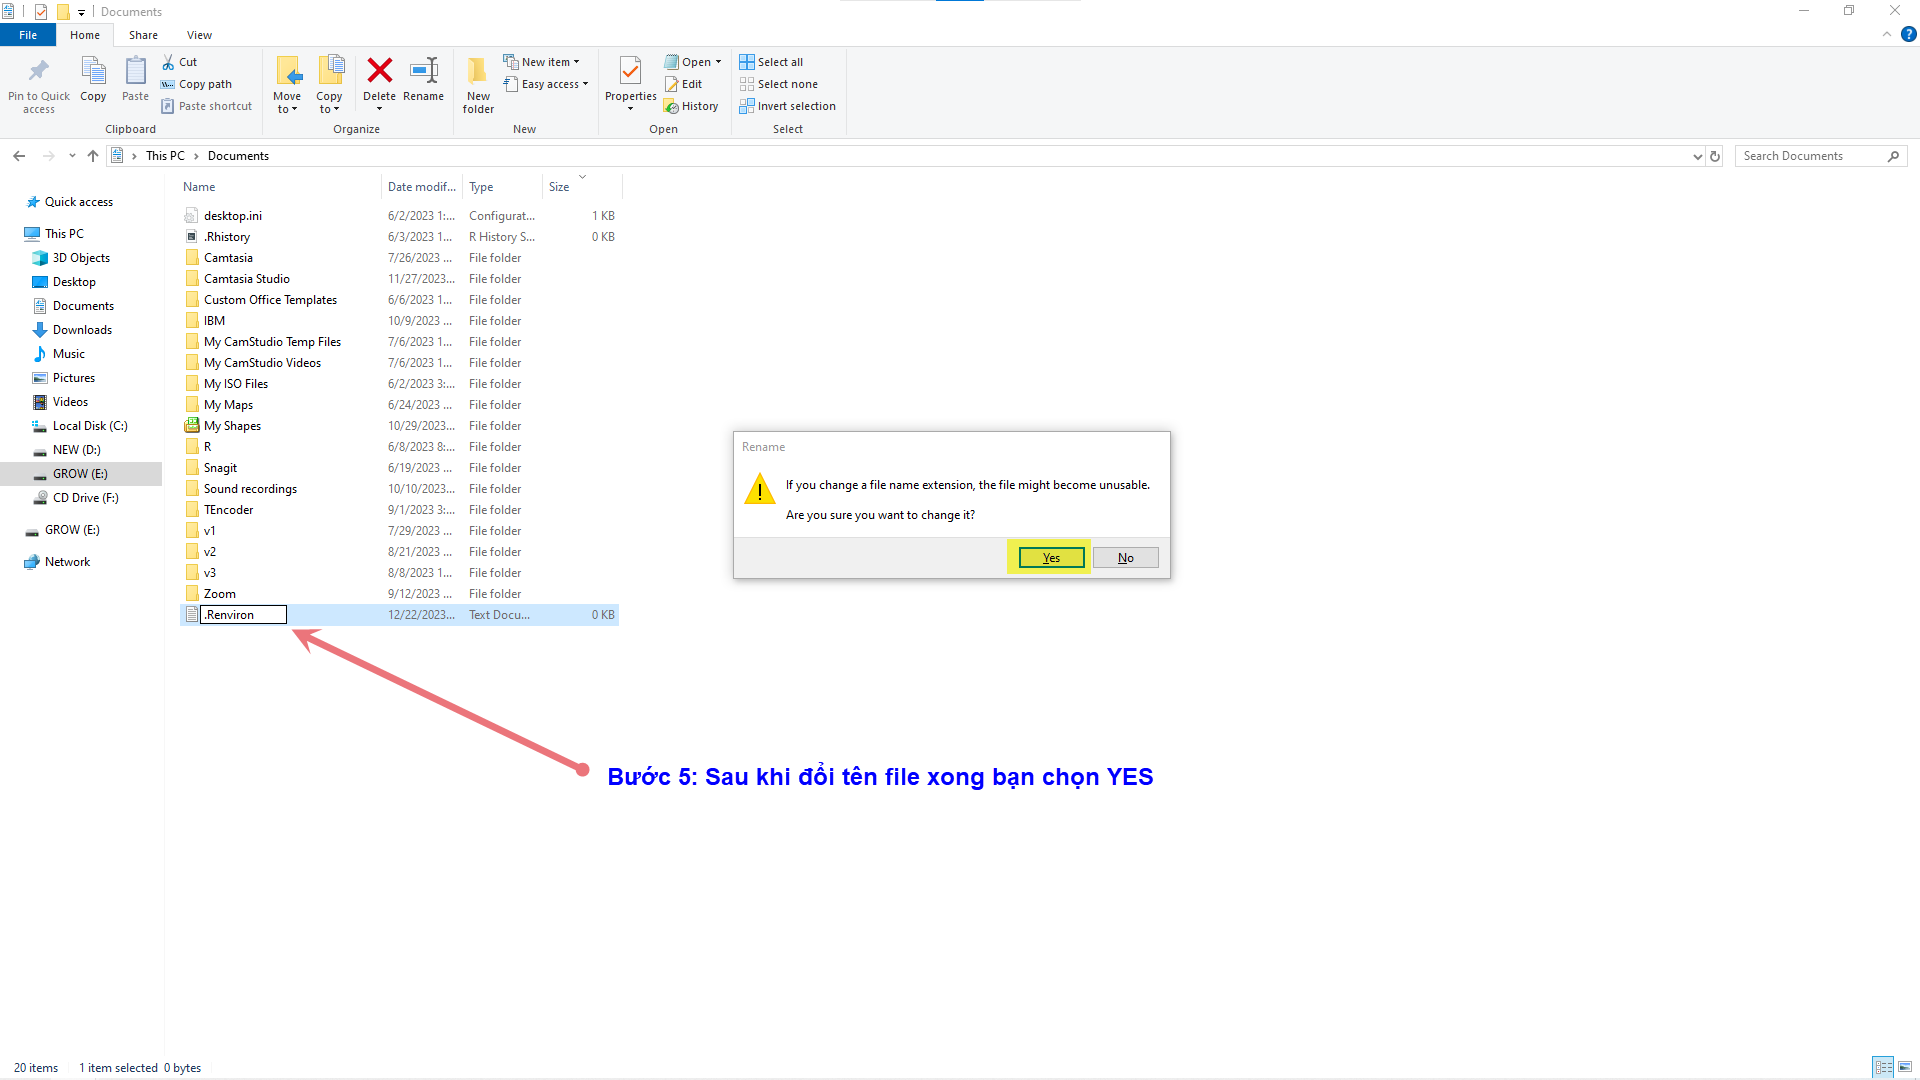 Documents
File Home Share View
Pin to Quick access
Copy
Paste
Cut
Copy path
Paste shortcut
Clipboard
Move to
Copy to
Delete
Rename
Organize
New folder
New item
Easy access
New
Properties
Open
Edit
History
Open
Select all
Select none
Invert selection
Select
This PC > Documents
Search Documents
Quick access
This PC
3D Objects
Desktop
Documents
Downloads
Music
Pictures
Videos
Local Disk (C:)
NEW (D:)
GROW (E:)
CD Drive (F:)
GROW (E:)
Network
Name Date modif... Type Size
desktop.ini 6/2/2023 1:... Configurat... 1 KB
.Rhistory 6/3/2023 1... R History S... 0 KB
Camtasia 7/26/2023 ... File folder
Camtasia Studio 11/27/2023... File folder
Custom Office Templates 6/6/2023 1... File folder
IBM 10/9/2023 ... File folder
My CamStudio Temp Files 7/6/2023 1... File folder
My CamStudio Videos 7/6/2023 1... File folder
My ISO Files 6/2/2023 3:... File folder
My Maps 6/24/2023 ... File folder
My Shapes 10/29/2023... File folder
R 6/8/2023 8:... File folder
Snagit 6/19/2023 ... File folder
Sound recordings 10/10/2023... File folder
TEncoder 9/1/2023 3:... File folder
v1 7/29/2023 ... File folder
v2 8/21/2023 ... File folder
v3 8/8/2023 1... File folder
Zoom 9/12/2023 ... File folder
.Renviron 12/22/2023... Text Docu... 0 KB
Rename
If you change a file name extension, the file might become unusable.
Are you sure you want to change it?
Yes No
Bước 5: Sau khi đổi tên file xong bạn chọn YES
20 items 1 item selected 0 bytes